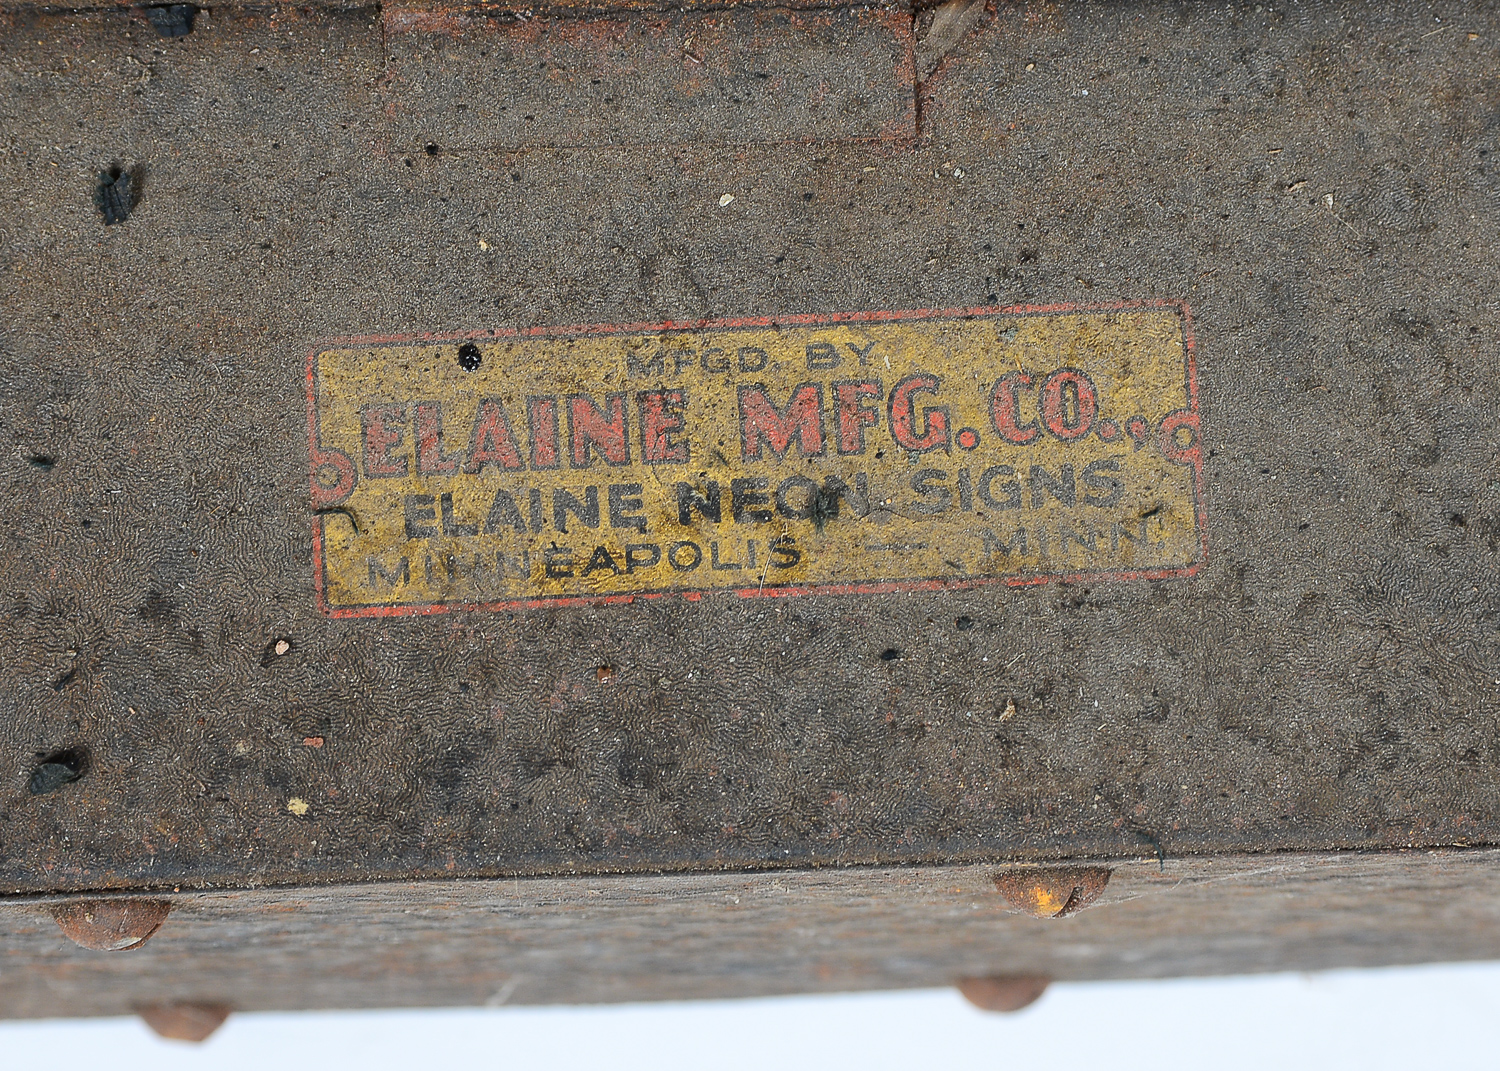 MFGD. BY
ELAINE MFG. CO.,
ELAINE NEON SIGNS
MINNEAPOLIS — MINN.